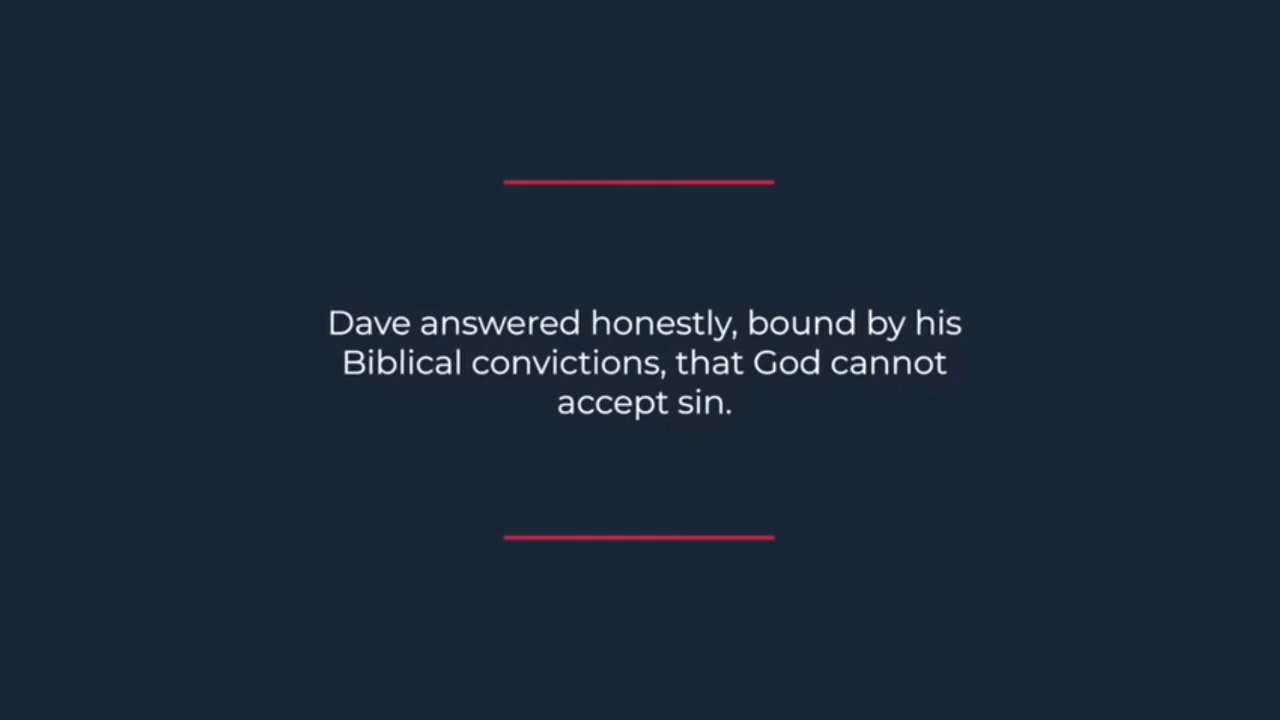 Dave answered honestly, bound by his
Biblical convictions, that God cannot
accept sin.